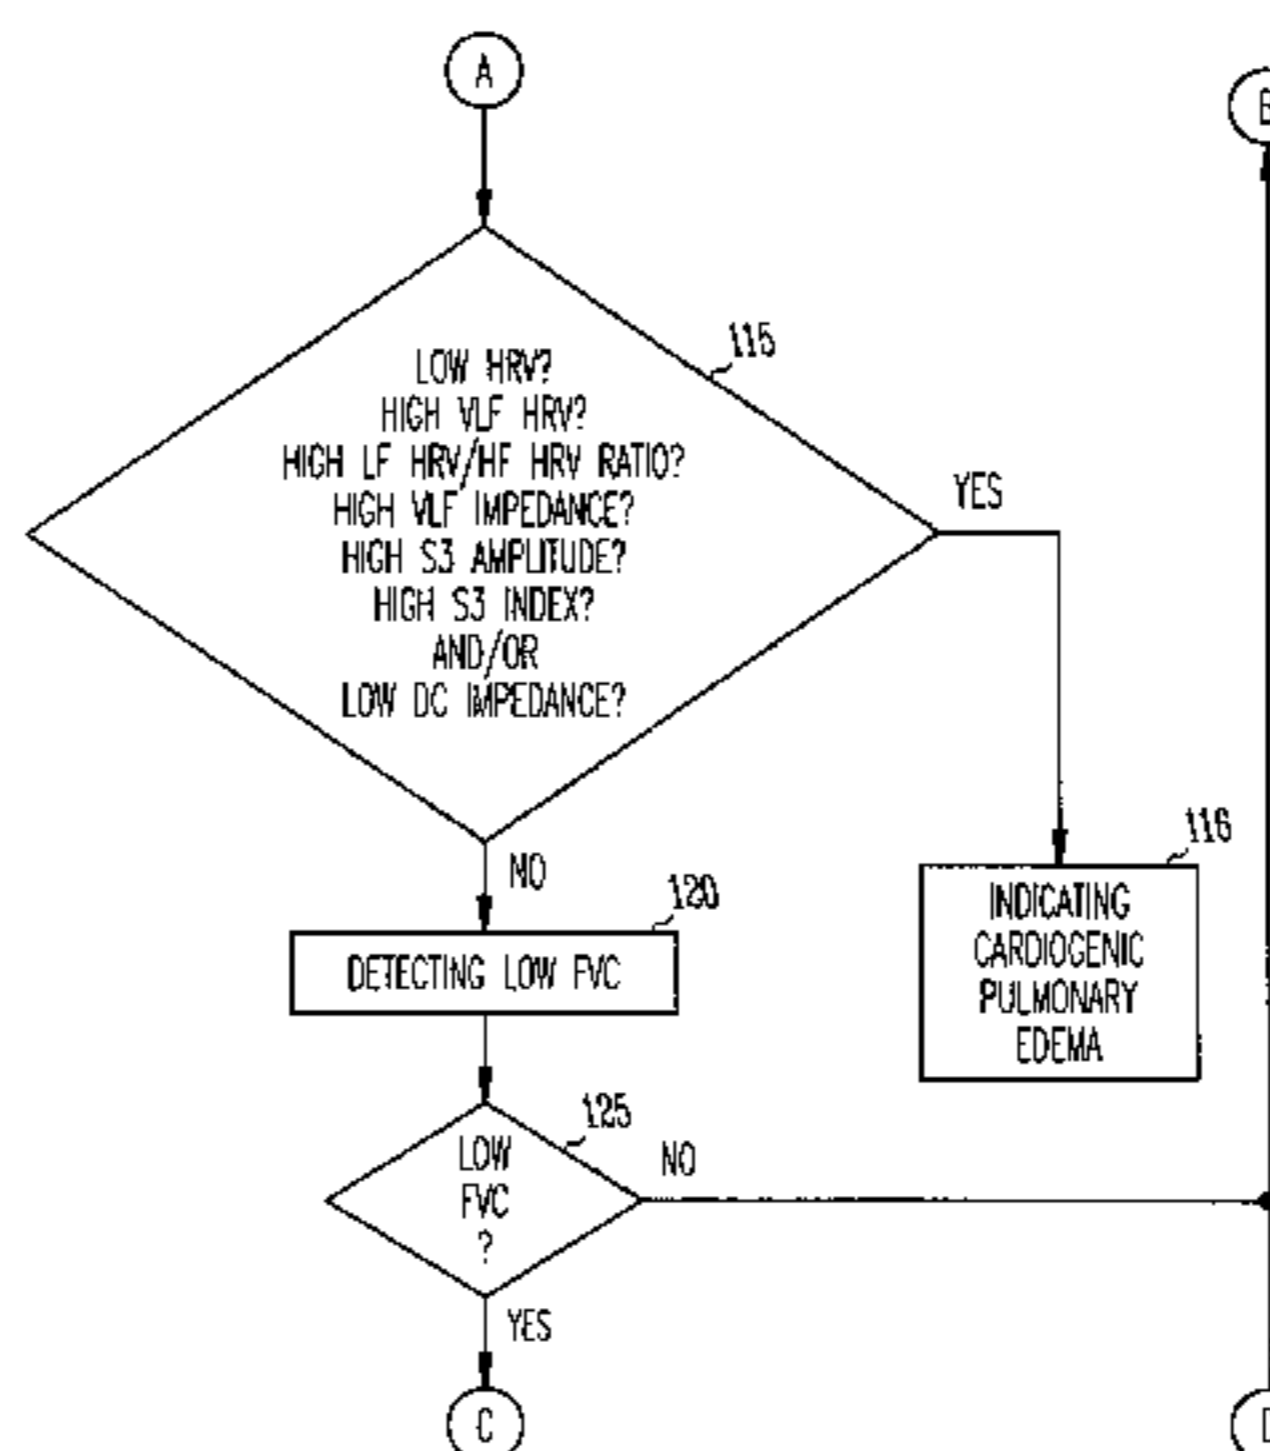 A
B
115
LOW HRV?
HIGH VLF HRV?
HIGH LF HRV/HF HRV RATIO?
HIGH VLF IMPEDANCE?
HIGH S3 AMPLITUDE?
HIGH S3 INDEX?
AND/OR
LOW DC IMPEDANCE?
YES
NO
116
INDICATING
CARDIOGENIC
PULMONARY
EDEMA
120
DETECTING LOW FVC
125
LOW
FVC
?
NO
YES
C